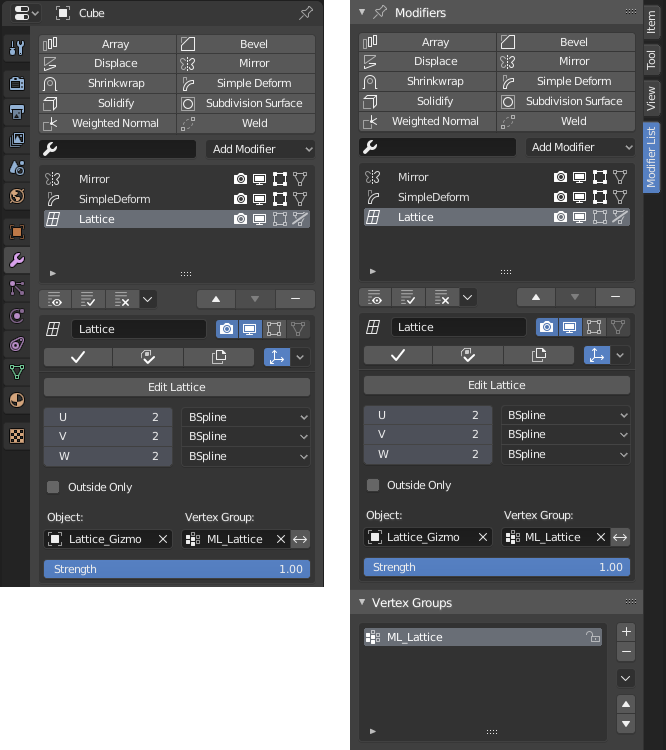 Cube
Array Bevel
Displace Mirror
Shrinkwrap Simple Deform
Solidify Subdivision Surface
Weighted Normal Weld
Add Modifier
Mirror
SimpleDeform
Lattice
Lattice
Edit Lattice
U 2 BSpline
V 2 BSpline
W 2 BSpline
Outside Only
Object: Vertex Group:
Lattice_Gizmo ML_Lattice
Strength 1.00
Modifiers
Array Bevel
Displace Mirror
Shrinkwrap Simple Deform
Solidify Subdivision Surface
Weighted Normal Weld
Add Modifier
Mirror
SimpleDeform
Lattice
Lattice
Edit Lattice
U 2 BSpline
V 2 BSpline
W 2 BSpline
Outside Only
Object: Vertex Group:
Lattice_Gizmo ML_Lattice
Strength 1.00
Vertex Groups
ML_Lattice
Item
Tool
View
Modifier List